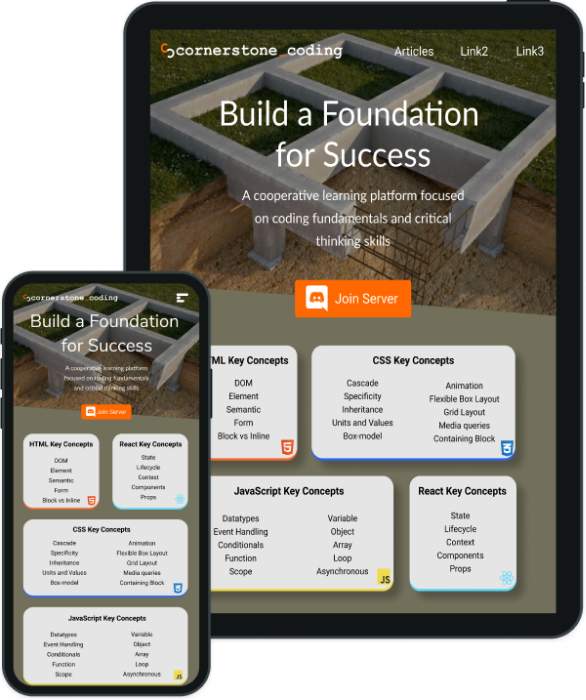 cornerstone_coding
Articles Link2 Link3
Build a Foundation
for Success
A cooperative learning platform focused
on coding fundamentals and critical
thinking skills
Join Server
ML Key Concepts
DOM
Element
Semantic
Form
Block vs Inline
CSS Key Concepts
Cascade
Specificity
Inheritance
Units and Values
Box-model
Animation
Flexible Box Layout
Grid Layout
Media queries
Containing Block
JavaScript Key Concepts
Datatypes
Event Handling
Conditionals
Function
Scope
Variable
Object
Array
Loop
Asynchronous
JS
React Key Concepts
State
Lifecycle
Context
Components
Props
cornerstone_coding
Build a Foundation
for Success
A cooperative learning platform
focused on coding fundamentals
and critical thinking skills
Join Server
HTML Key Concepts
DOM
Element
Semantic
Form
Block vs Inline
React Key Concepts
State
Lifecycle
Context
Components
Props
CSS Key Concepts
Cascade
Specificity
Inheritance
Units and Values
Box-model
Animation
Flexible Box Layout
Grid Layout
Media queries
Containing Block
JavaScript Key Concepts
Datatypes
Event Handling
Conditionals
Function
Scope
Variable
Object
Array
Loop
Asynchronous
JS